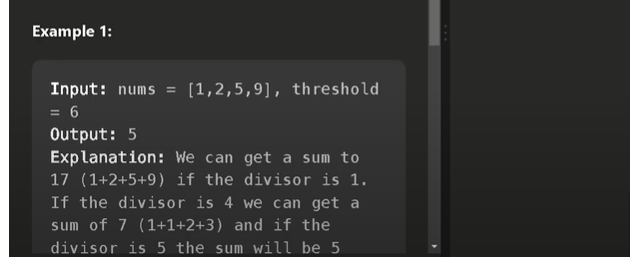 Example 1:
Input: nums = [1,2,5,9], threshold
= 6
Output: 5
Explanation: We can get a sum to
17 (1+2+5+9) if the divisor is 1.
If the divisor is 4 we can get a
sum of 7 (1+1+2+3) and if the
divisor is 5 the sum will be 5